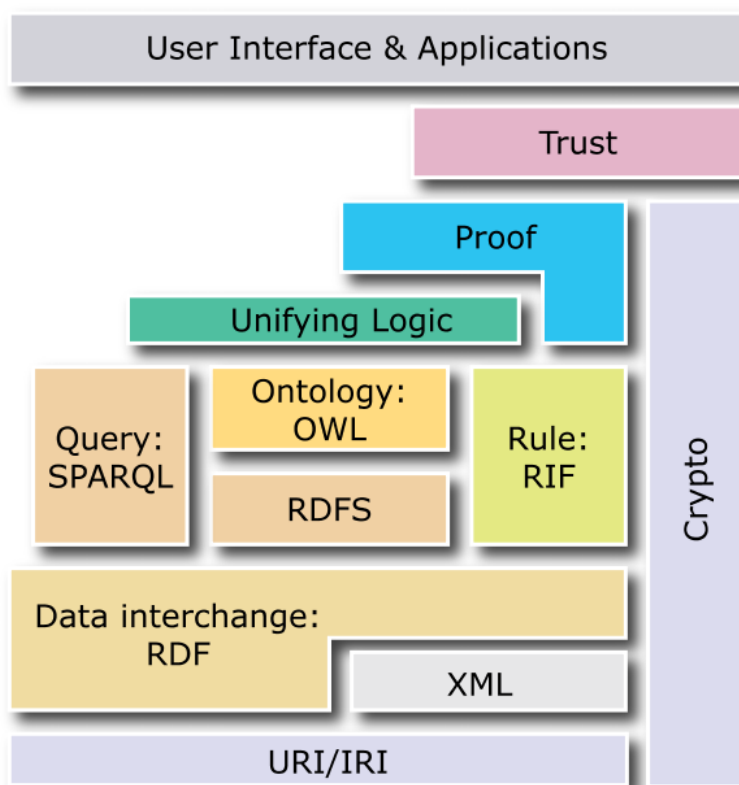 User Interface & Applications
Trust
Proof
Unifying Logic
Ontology:
OWL
Query:
SPARQL
Rule:
RIF
RDFS
Crypto
Data interchange:
RDF
XML
URI/IRI